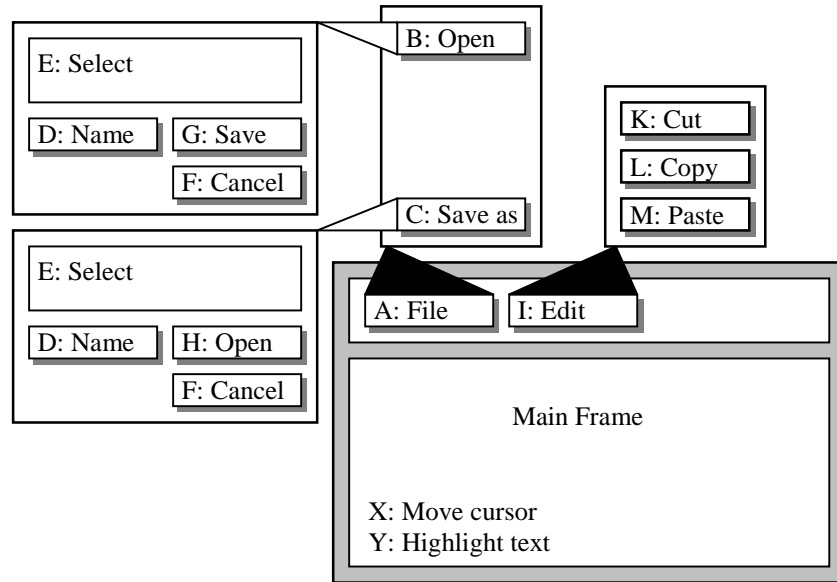 E: Select
D: Name
G: Save
F: Cancel
B: Open
C: Save as
E: Select
D: Name
H: Open
F: Cancel
K: Cut
L: Copy
M: Paste
A: File
I: Edit
Main Frame
X: Move cursor
Y: Highlight text